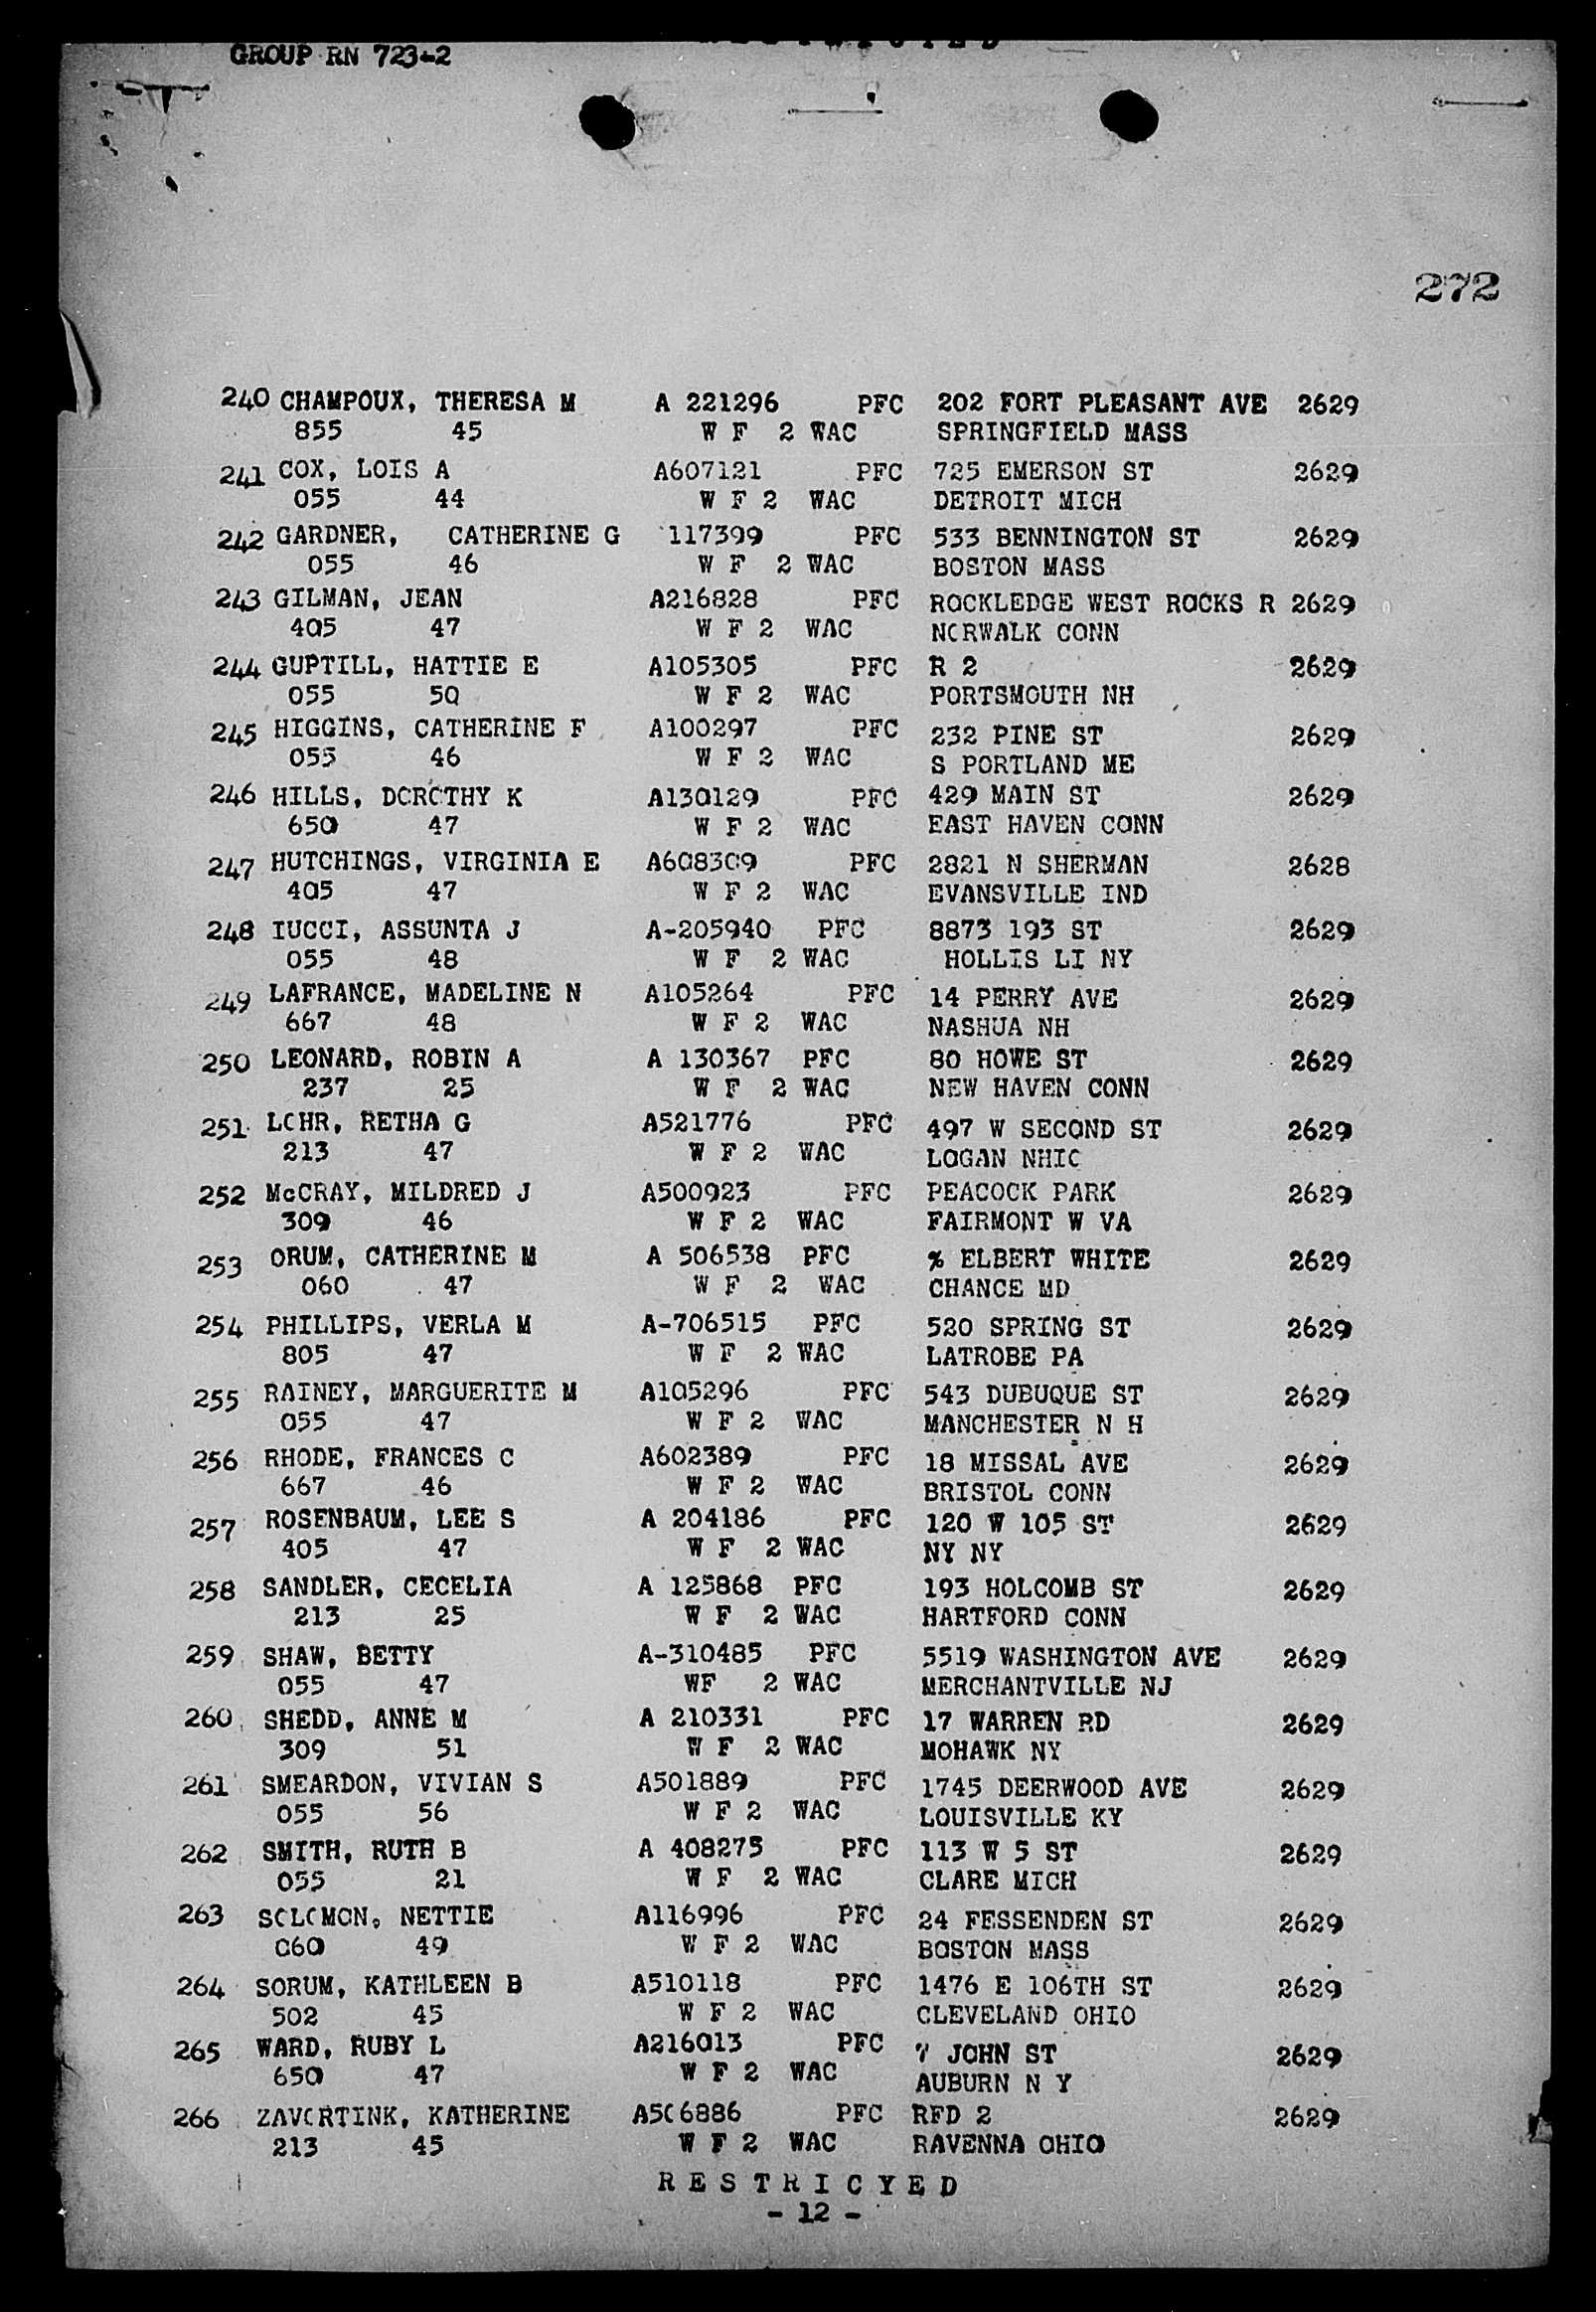 GROUP RN 723-2
272
240 CHAMPOUX, THERESA M A 221296 PFC 202 FORT PLEASANT AVE 2629
855 45 W F 2 WAC SPRINGFIELD MASS
241 COX, LOIS A A607121 PFC 725 EMERSON ST 2629
055 44 W F 2 WAC DETROIT MICH
242 GARDNER, CATHERINE G 117399 PFC 533 BENNINGTON ST 2629
055 46 W F 2 WAC BOSTON MASS
243 GILMAN, JEAN A216828 PFC ROCKLEDGE WEST ROCKS R 2629
405 47 W F 2 WAC NORWALK CONN
244 GUPTILL, HATTIE E A105305 PFC R 2 2629
055 50 W F 2 WAC PORTSMOUTH NH
245 HIGGINS, CATHERINE F A100297 PFC 232 PINE ST 2629
055 46 W F 2 WAC S PORTLAND ME
246 HILLS, DOROTHY K A130129 PFC 429 MAIN ST 2629
650 47 W F 2 WAC EAST HAVEN CONN
247 HUTCHINGS, VIRGINIA E A608309 PFC 2821 N SHERMAN 2628
405 47 W F 2 WAC EVANSVILLE IND
248 IUCCI, ASSUNTA J A-205940 PFC 8873 193 ST 2629
055 48 W F 2 WAC HOLLIS LI NY
249 LAFRANCE, MADELINE N A105264 PFC 14 PERRY AVE 2629
667 48 W F 2 WAC NASHUA NH
250 LEONARD, ROBIN A A 130367 PFC 80 HOWE ST 2629
237 25 W F 2 WAC NEW HAVEN CONN
251 LOHR, RETHA G A521776 PFC 497 W SECOND ST 2629
213 47 W F 2 WAC LOGAN NHIO
252 McCRAY, MILDRED J A500923 PFC PEACOCK PARK 2629
309 46 W F 2 WAC FAIRMONT W VA
253 ORUM, CATHERINE M A 506538 PFC % ELBERT WHITE 2629
060 47 W F 2 WAC CHANCE MD
254 PHILLIPS, VERLA M A-706515 PFC 520 SPRING ST 2629
805 47 W F 2 WAC LATROBE PA
255 RAINEY, MARGUERITE M A105296 PFC 543 DUBUQUE ST 2629
055 47 W F 2 WAC MANCHESTER N H
256 RHODE, FRANCES C A602389 PFC 18 MISSAL AVE 2629
667 46 W F 2 WAC BRISTOL CONN
257 ROSENBAUM, LEE S A 204186 PFC 120 W 105 ST 2629
405 47 W F 2 WAC NY NY
258 SANDLER, CECELIA A 125868 PFC 193 HOLCOMB ST 2629
213 25 W F 2 WAC HARTFORD CONN
259 SHAW, BETTY A-310485 PFC 5519 WASHINGTON AVE 2629
055 47 WF 2 WAC MERCHANTVILLE NJ
260 SHEDD, ANNE M A 210331 PFC 17 WARREN RD 2629
309 51 W F 2 WAC MOHAWK NY
261 SMEARDON, VIVIAN S A501889 PFC 1745 DEERWOOD AVE 2629
055 56 W F 2 WAC LOUISVILLE KY
262 SMITH, RUTH B A 408275 PFC 113 W 5 ST 2629
055 21 W F 2 WAC CLARE MICH
263 SOLOMON, NETTIE A116996 PFC 24 FESSENDEN ST 2629
060 49 W F 2 WAC BOSTON MASS
264 SORUM, KATHLEEN B A510118 PFC 1476 E 106TH ST 2629
502 45 W F 2 WAC CLEVELAND OHIO
265 WARD, RUBY L A216013 PFC 7 JOHN ST 2629
650 47 W F 2 WAC AUBURN N Y
266 ZAVORTINK, KATHERINE A506886 PFC RFD 2 2629
213 45 W F 2 WAC RAVENNA OHIO
R E S T R I C Y E D
- 12 -